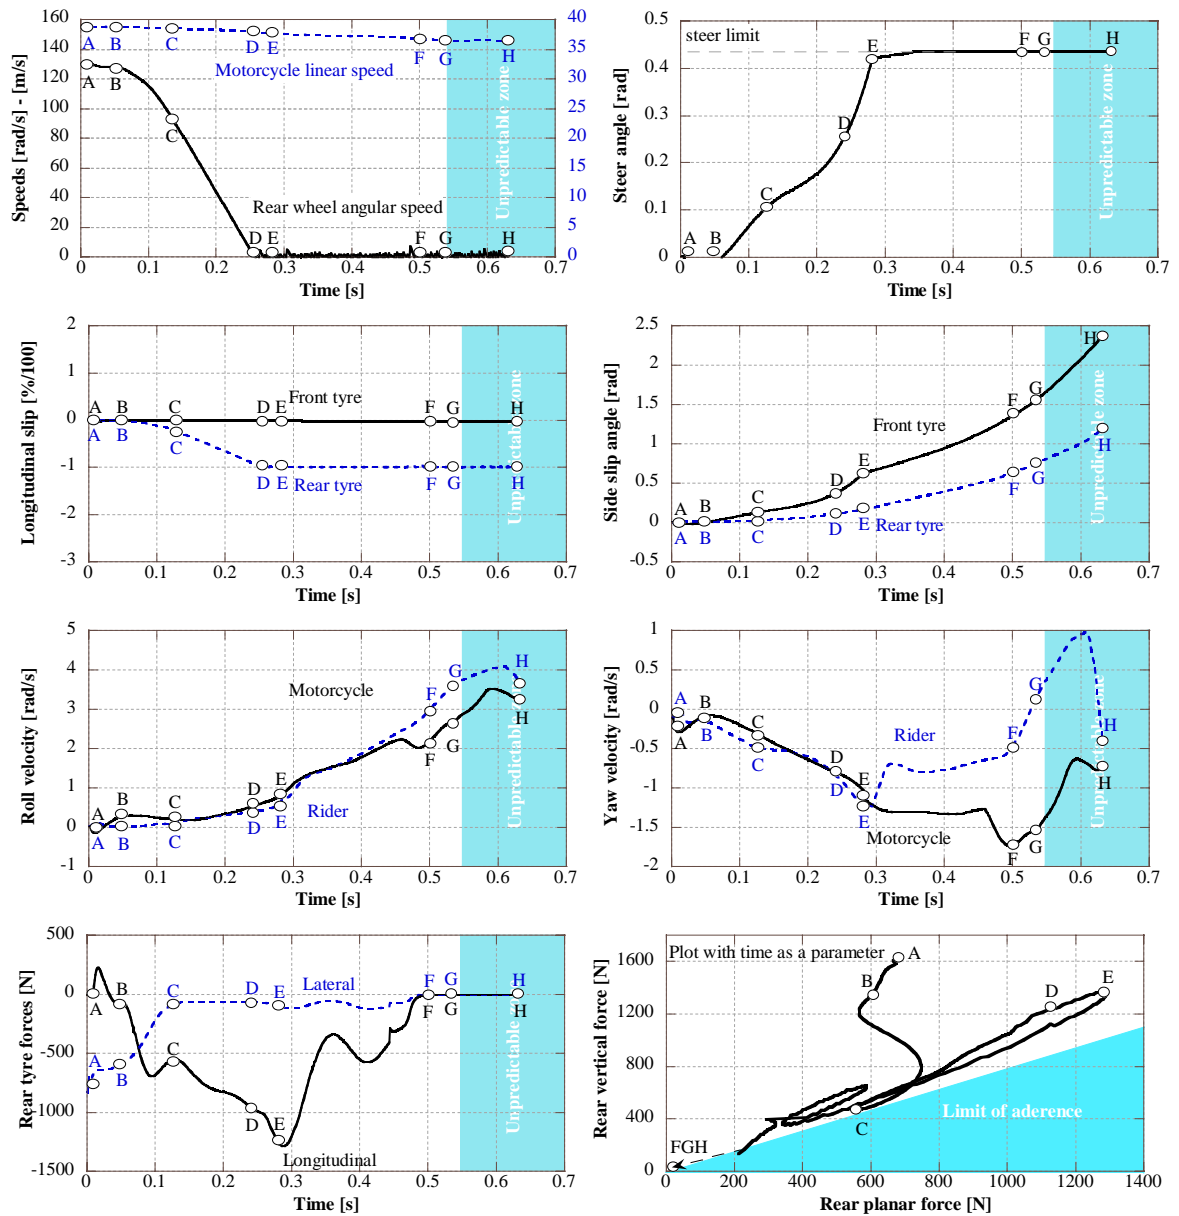 160 140 120 100 80 60 40 20 0
40 35 30 25 20 15 10 5 0
Speeds [rad/s] - [m/s]
A B C D E F G H
Motorcycle linear speed
A B C D E F G H
Rear wheel angular speed
Unpredictable zone
0 0.1 0.2 0.3 0.4 0.5 0.6 0.7
Time [s]
0.5 0.4 0.3 0.2 0.1 0
Steer angle [rad]
steer limit
A B C D E F G H
Unpredictable zone
0 0.1 0.2 0.3 0.4 0.5 0.6 0.7
Time [s]
2 1 0 -1 -2 -3
Longitudinal slip [%/100]
Front tyre
A B C D E F G H
A B C D E F G H
Rear tyre
Unpredictable zone
0 0.1 0.2 0.3 0.4 0.5 0.6 0.7
Time [s]
2.5 2 1.5 1 0.5 0 -0.5
Side slip angle [rad]
Front tyre
A B C D E F G H
A B C D E F G H
Rear tyre
Unpredictable zone
0 0.1 0.2 0.3 0.4 0.5 0.6 0.7
Time [s]
5 4 3 2 1 0 -1
Roll velocity [rad/s]
Motorcycle
A B C D E F G H
A B C D E F G H
Rider
Unpredictable zone
0 0.1 0.2 0.3 0.4 0.5 0.6 0.7
Time [s]
1 0.5 0 -0.5 -1 -1.5 -2
Yaw velocity [rad/s]
Rider
A B C D E F G H
A B C D E F G H
Motorcycle
Unpredictable zone
0 0.1 0.2 0.3 0.4 0.5 0.6 0.7
Time [s]
500 0 -500 -1000 -1500
Rear tyre forces [N]
Lateral
A B C D E F G H
A B C D E F G H
Longitudinal
Unpredictable zone
0 0.1 0.2 0.3 0.4 0.5 0.6 0.7
Time [s]
1600 1200 800 400 0
Rear vertical force [N]
Plot with time as a parameter
A
B
D E
C
FGH
Limit of aderence
0 200 400 600 800 1000 1200 1400
Rear planar force [N]